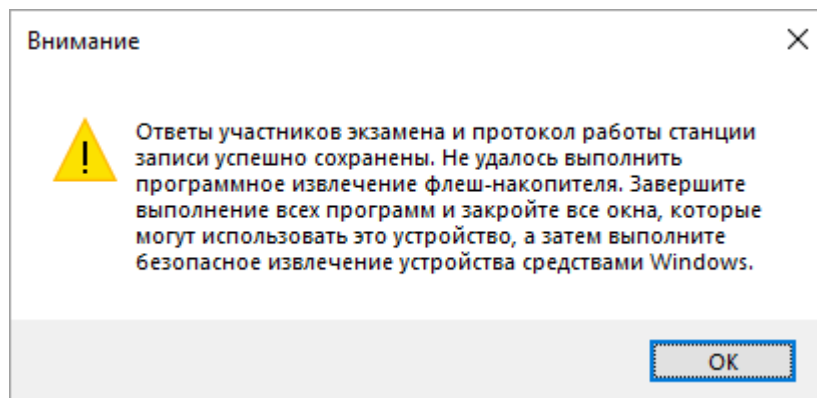 Внимание
Ответы участников экзамена и протокол работы станции
записи успешно сохранены. Не удалось выполнить
программное извлечение флеш-накопителя. Завершите
выполнение всех программ и закройте все окна, которые
могут использовать это устройство, а затем выполните
безопасное извлечение устройства средствами Windows.
OK